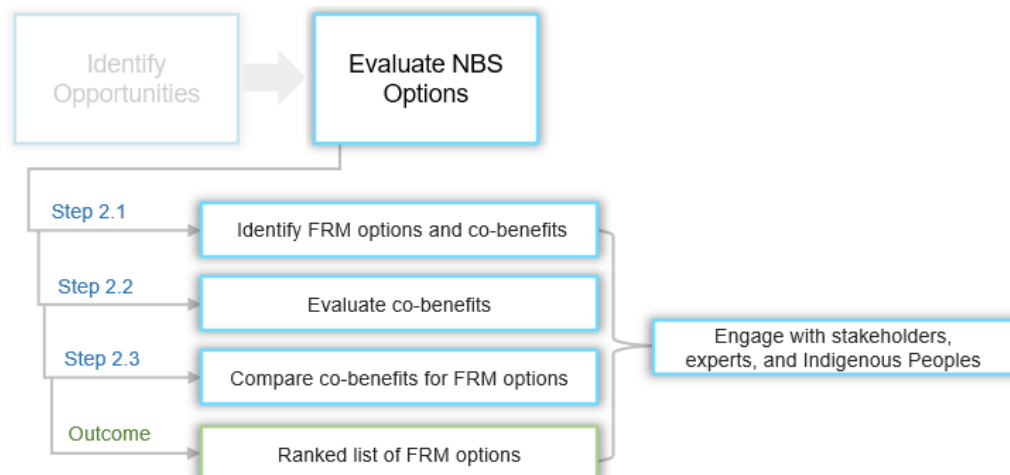 Identify
Opportunities
Evaluate NBS
Options
Step 2.1
Identify FRM options and co-benefits
Step 2.2
Evaluate co-benefits
Step 2.3
Compare co-benefits for FRM options
Outcome
Ranked list of FRM options
Engage with stakeholders,
experts, and Indigenous Peoples